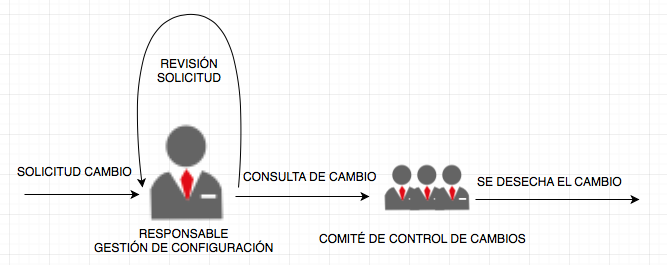 REVISIÓN
SOLICITUD
SOLICITUD CAMBIO
CONSULTA DE CAMBIO
SE DESECHA EL CAMBIO
RESPONSABLE
GESTIÓN DE CONFIGURACIÓN
COMITÉ DE CONTROL DE CAMBIOS